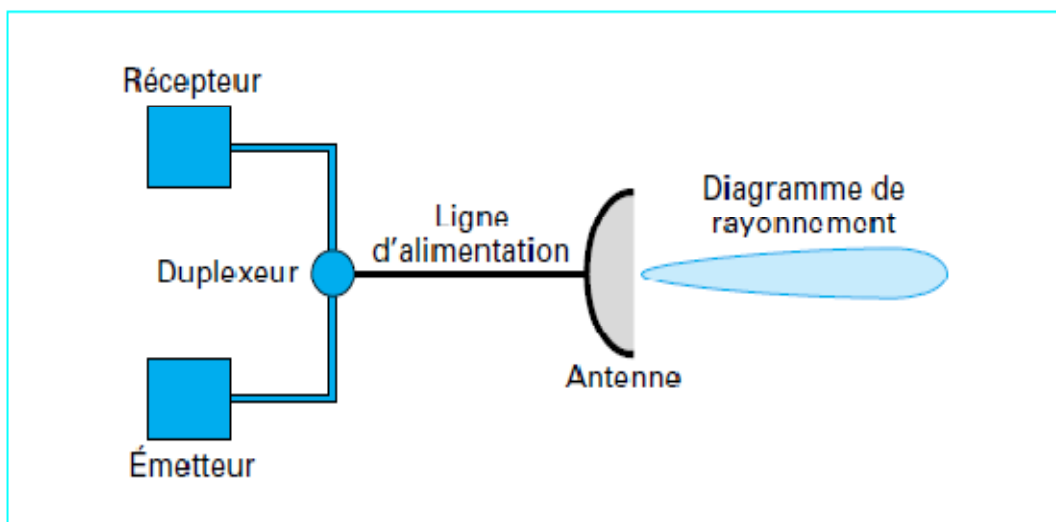 Récepteur
Diagramme de
rayonnement
Ligne
d'alimentation
Duplexeur
Antenne
Émetteur